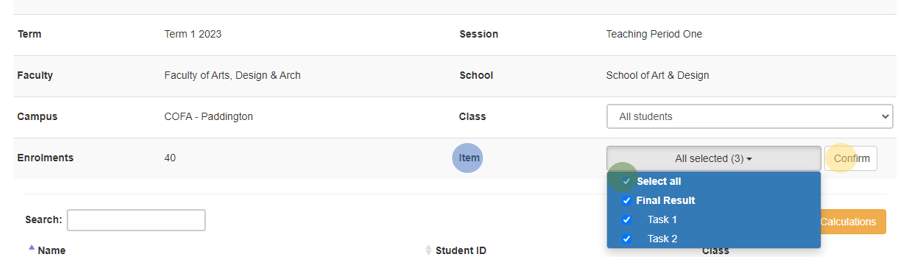 Term Term 1 2023 Session Teaching Period One
Faculty Faculty of Arts, Design & Arch School School of Art & Design
Campus COFA - Paddington Class All students
Enrolments 40 Item All selected (3) Confirm
Select all
Final Result
Search: Task 1 Calculations
Task 2
Name Student ID Class